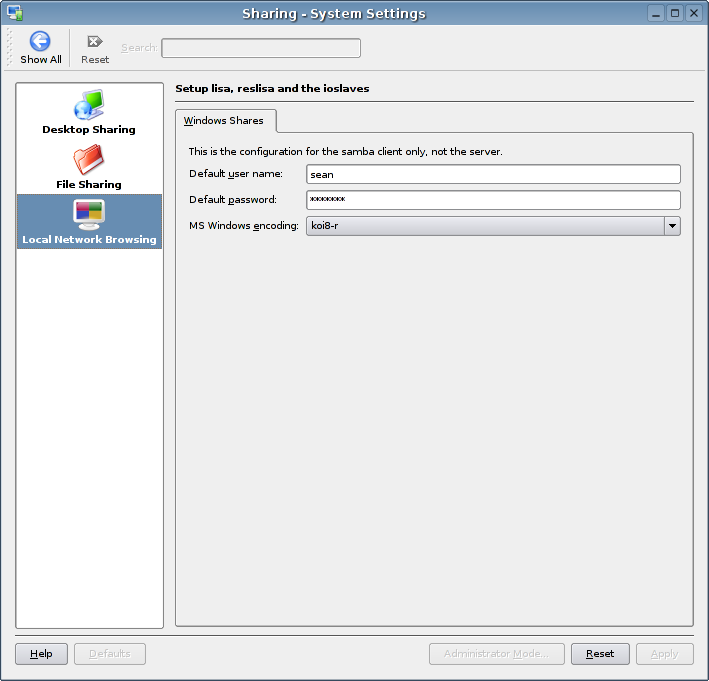 Sharing - System Settings
Show All
Reset
Search:
Desktop Sharing
File Sharing
Local Network Browsing
Setup lisa, reslisa and the ioslaves
Windows Shares
This is the configuration for the samba client only, not the server.
Default user name: sean
Default password: *******
MS Windows encoding: koi8-r
Help
Defaults
Administrator Mode...
Reset
Apply